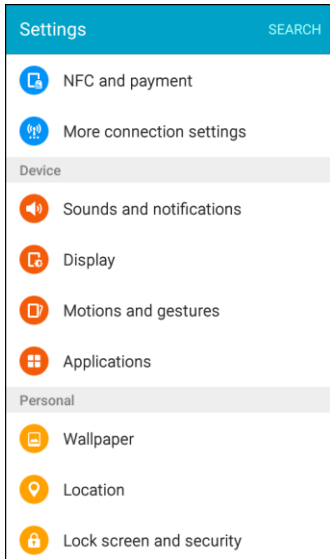 Settings SEARCH
NFC and payment
More connection settings
Device
Sounds and notifications
Display
Motions and gestures
Applications
Personal
Wallpaper
Location
Lock screen and security